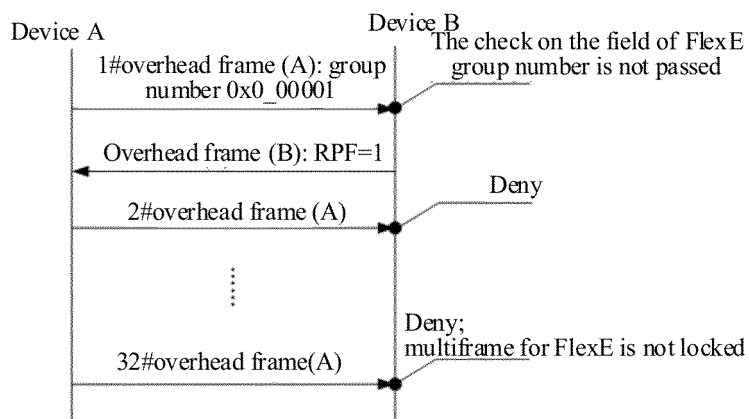 Device A
Device B
1#overhead frame (A): group
number 0x0_00001
The check on the field of FlexE
group number is not passed
Overhead frame (B): RPF=1
Deny
2#overhead frame (A)
Deny;
multiframe for FlexE is not locked
32#overhead frame(A)